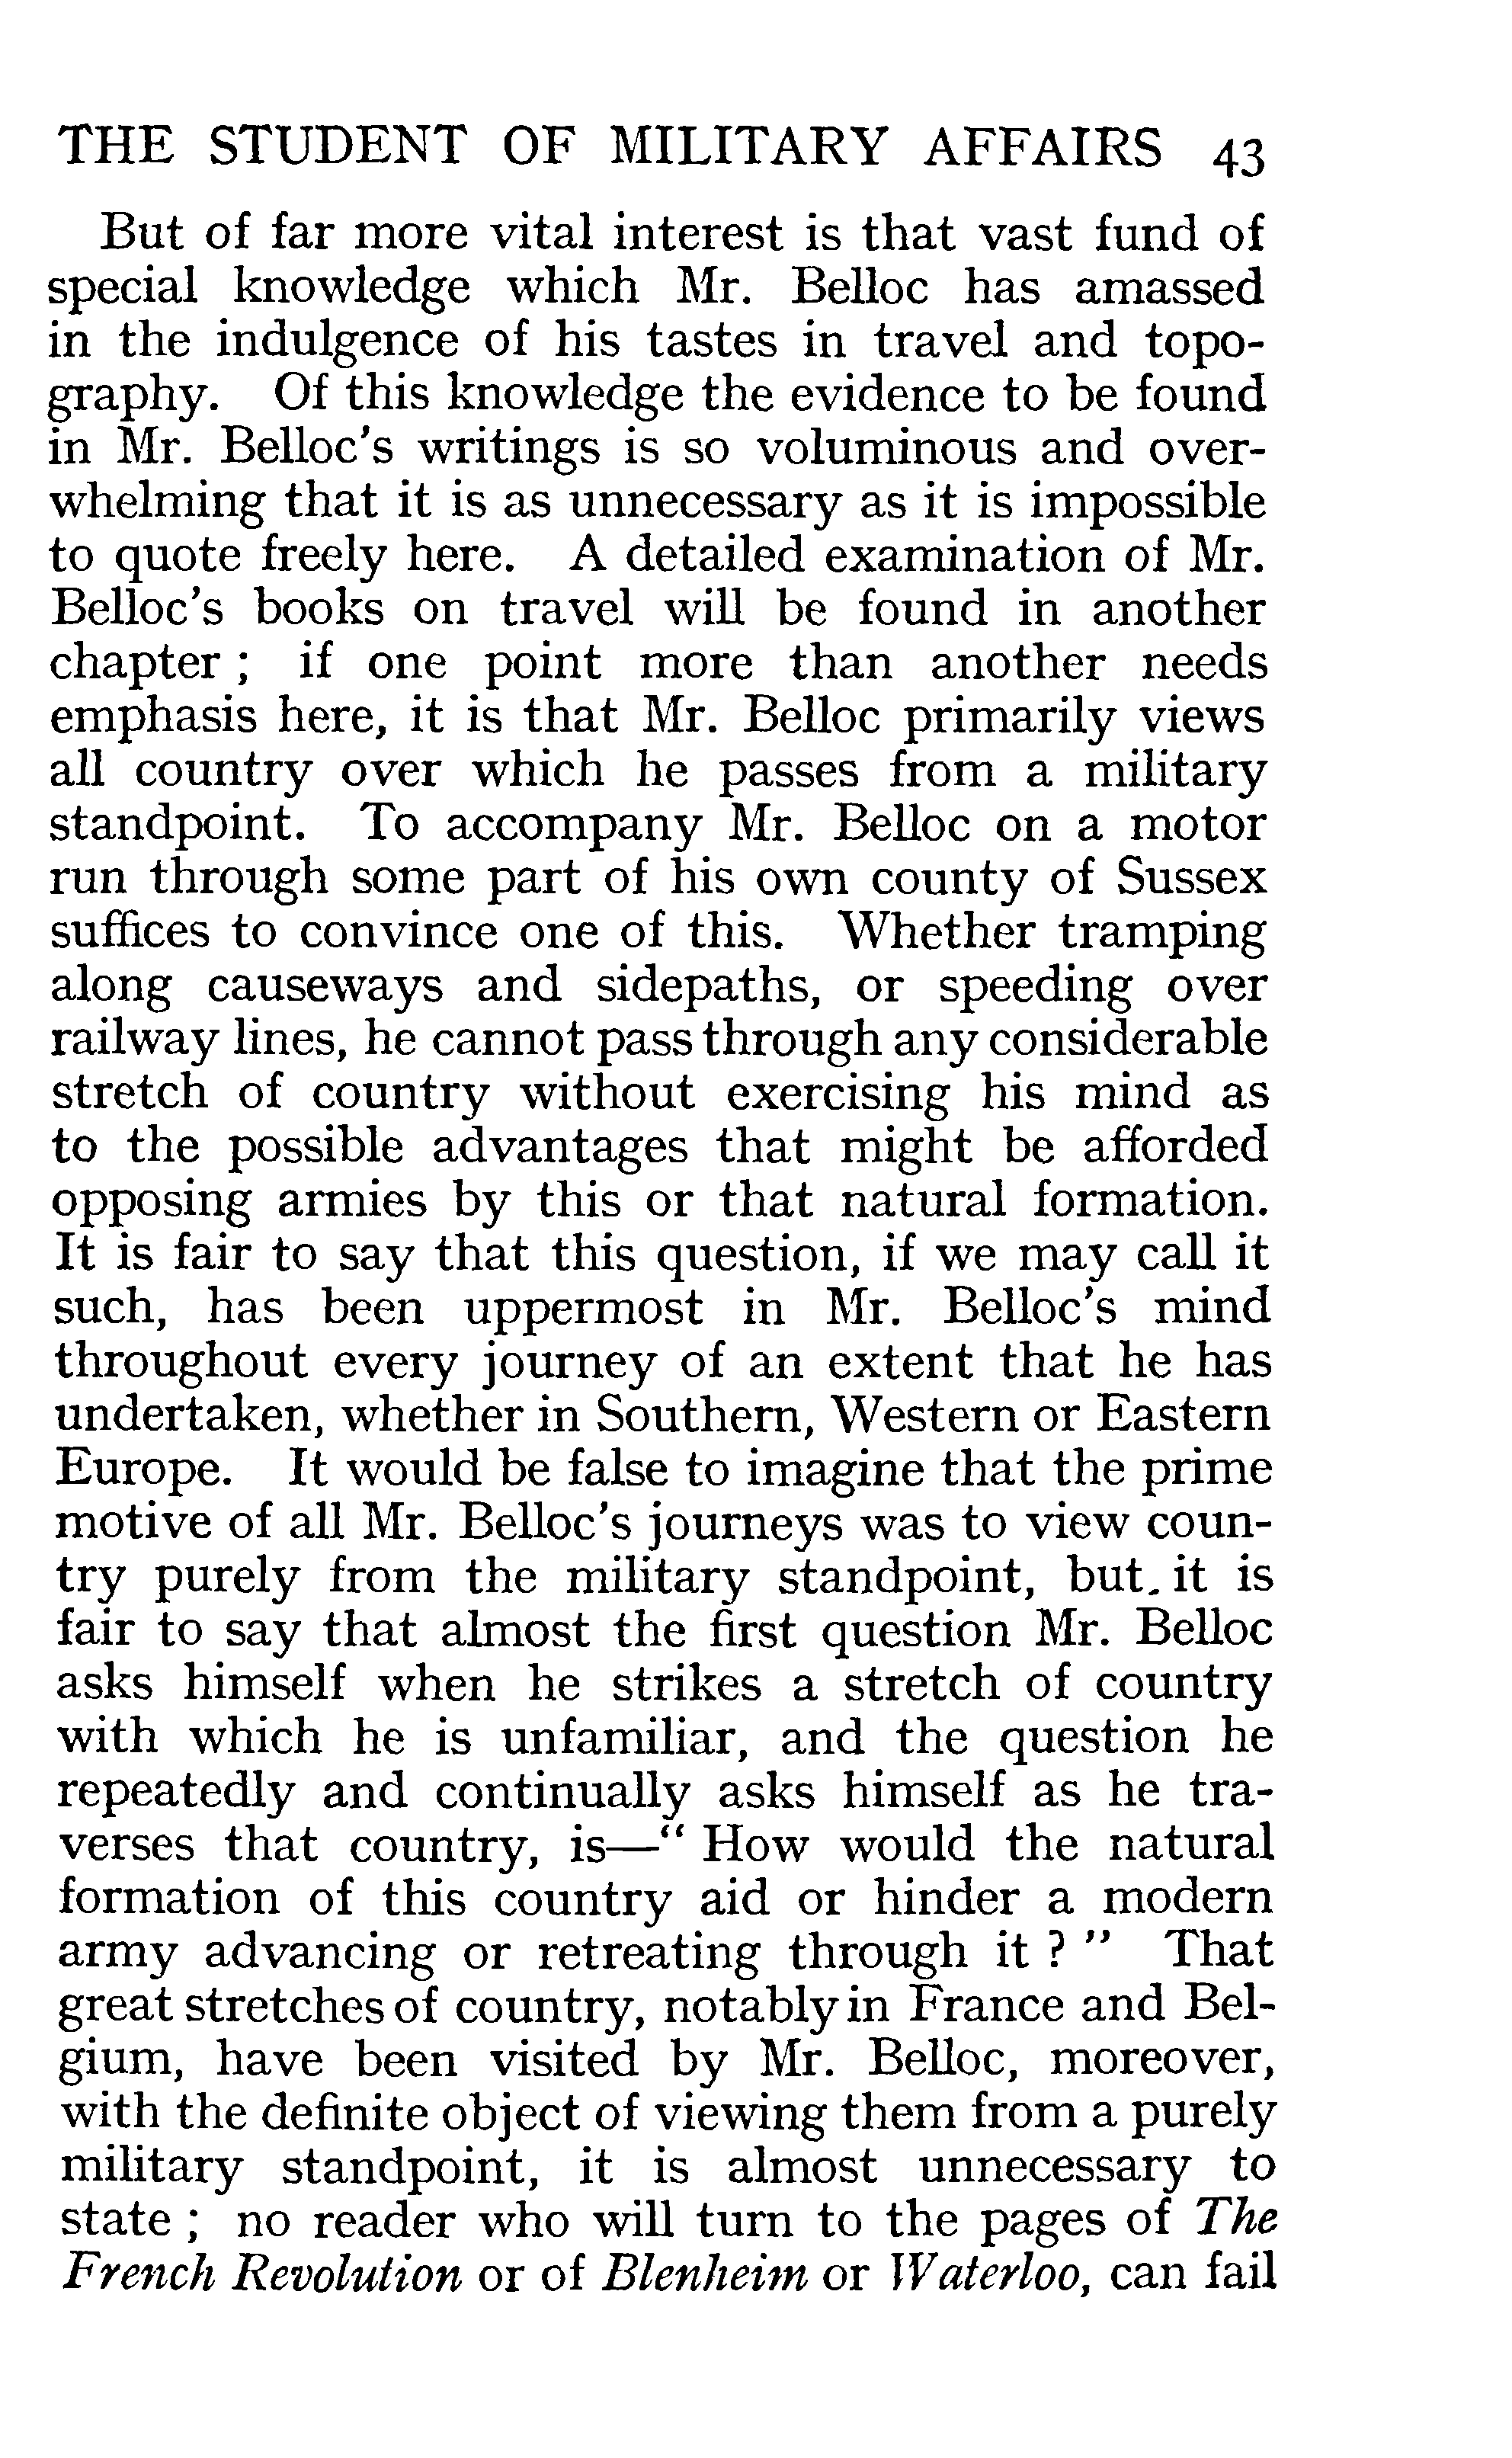 THE STUDENT OF MILITARY AFFAIRS 43
But of far more vital interest is that vast fund of
special knowledge which Mr. Belloc has amassed
in the indulgence of his tastes in travel and topo-
graphy. Of this knowledge the evidence to be found
in Mr. Belloc's writings is so voluminous and over-
whelming that it is as unnecessary as it is impossible
to quote freely here. A detailed examination of Mr.
Belloc's books on travel will be found in another
chapter ; if one point more than another needs
emphasis here, it is that Mr. Belloc primarily views
all country over which he passes from a military
standpoint. To accompany Mr. Belloc on a motor
run through some part of his own county of Sussex
suffices to convince one of this. Whether tramping
along causeways and sidepaths, or speeding over
railway lines, he cannot pass through any considerable
stretch of country without exercising his mind as
to the possible advantages that might be afforded
opposing armies by this or that natural formation.
It is fair to say that this question, if we may call it
such, has been uppermost in Mr. Belloc's mind
throughout every journey of an extent that he has
undertaken, whether in Southern, Western or Eastern
Europe. It would be false to imagine that the prime
motive of all Mr. Belloc's journeys was to view coun-
try purely from the military standpoint, but. it is
fair to say that almost the first question Mr. Belloc
asks himself when he strikes a stretch of country
with which he is unfamiliar, and the question he
repeatedly and continually asks himself as he tra-
verses that country, is—“ How would the natural
formation of this country aid or hinder a modern
army advancing or retreating through it ? ” That
great stretches of country, notably in France and Bel-
gium, have been visited by Mr. Belloc, moreover,
with the definite object of viewing them from a purely
military standpoint, it is almost unnecessary to
state ; no reader who will turn to the pages of The
French Revolution or of Blenheim or Waterloo, can fail